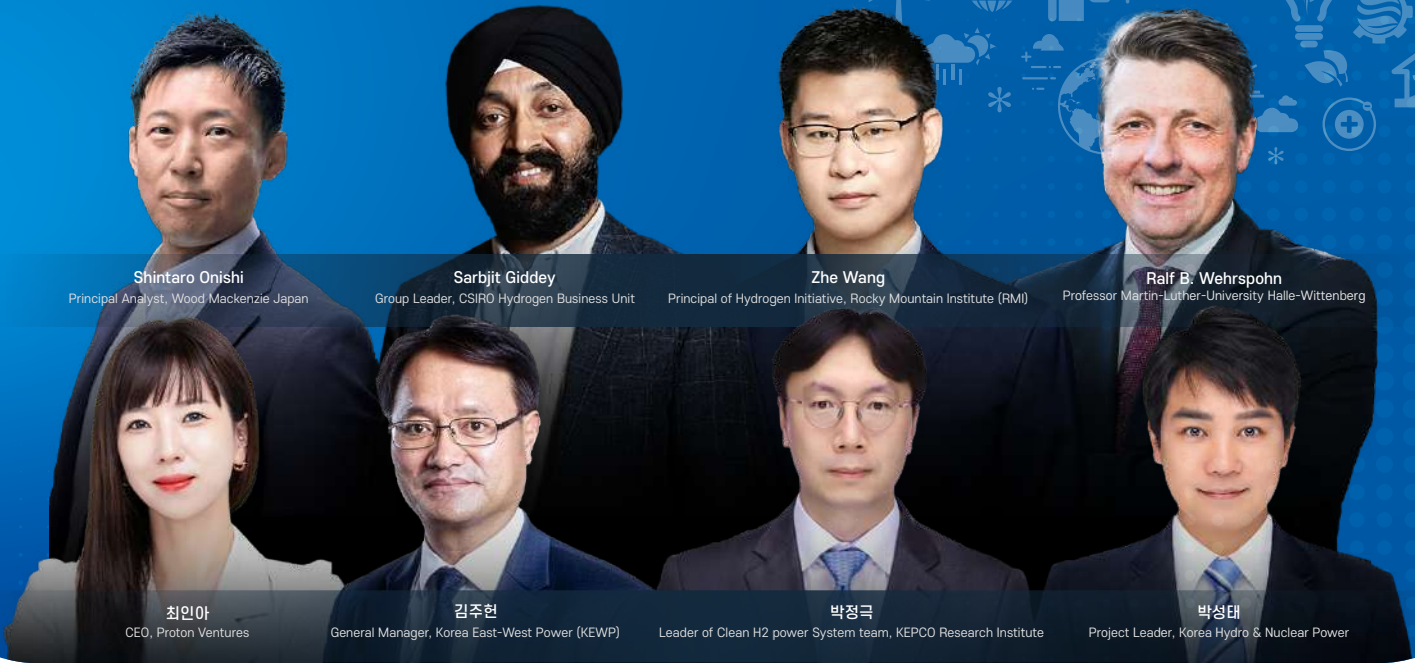 Shintaro Onishi
Principal Analyst, Wood Mackenzie Japan
Sarbjit Giddey
Group Leader, CSIRO Hydrogen Business Unit
Zhe Wang
Principal of Hydrogen Initiative, Rocky Mountain Institute (RMI)
Ralf B. Wehrspohn
Professor Martin-Luther-University Halle-Wittenberg
최인아
CEO, Proton Ventures
김주헌
General Manager, Korea East-West Power (KEWP)
박정극
Leader of Clean H2 power System team, KEPCO Research Institute
박성태
Project Leader, Korea Hydro & Nuclear Power